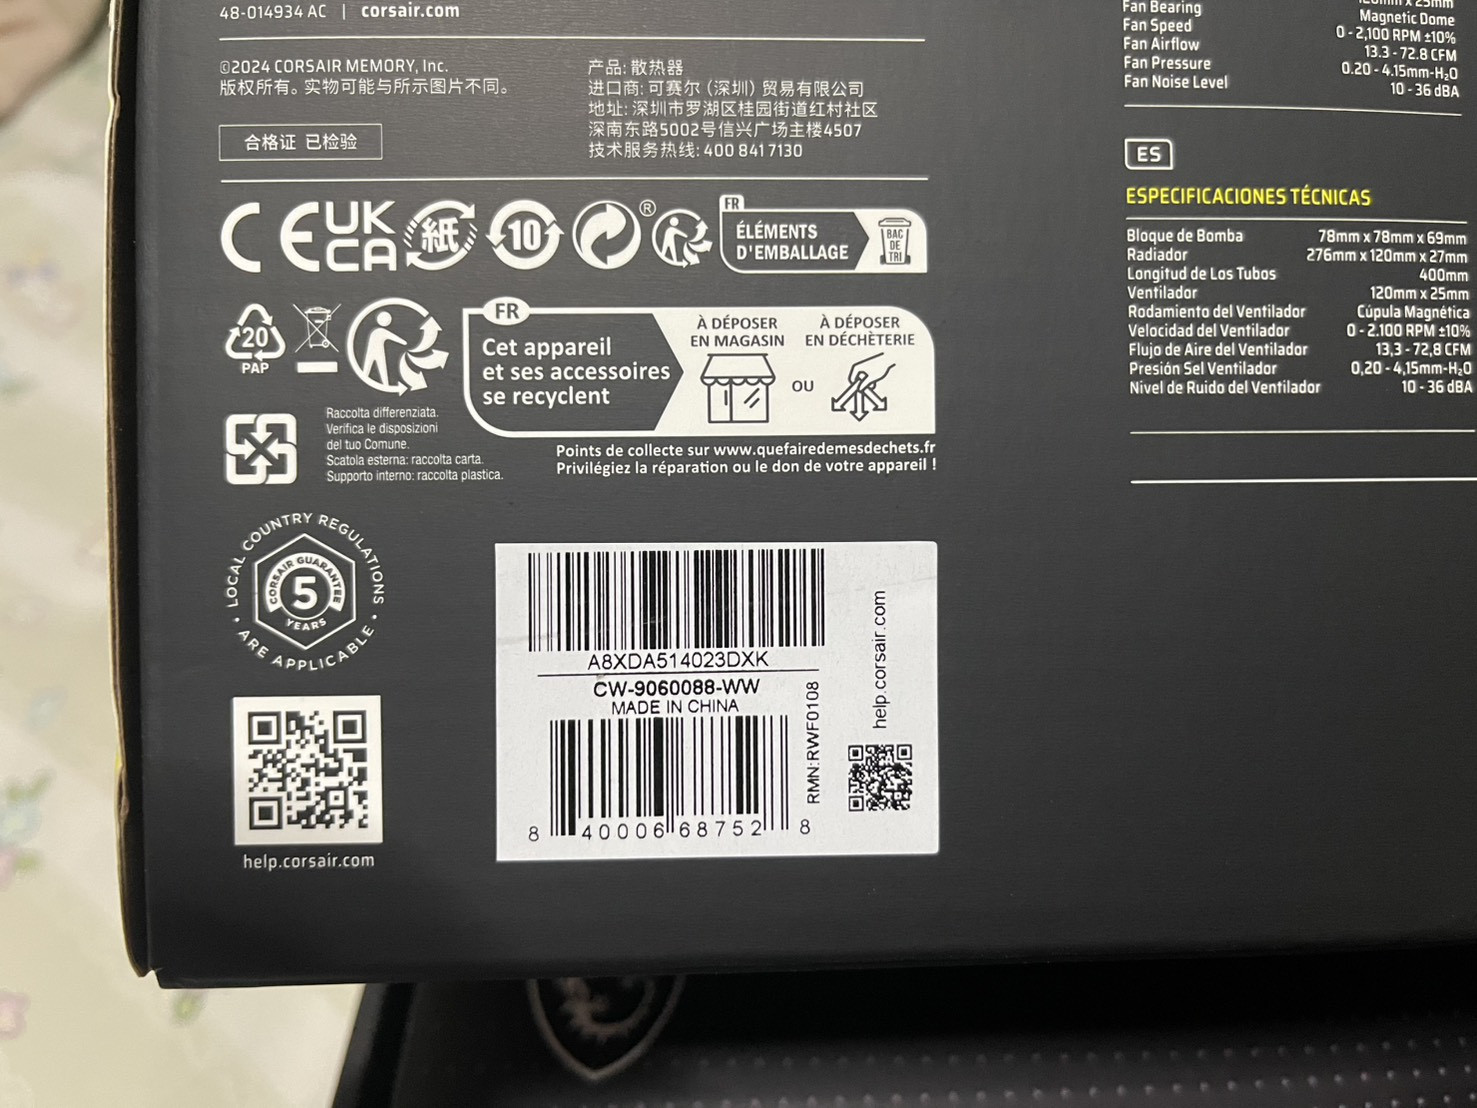 48-014934 AC | corsair.com
©2024 CORSAIR MEMORY, Inc.
版权所有。实物可能与所示图片不同。
合格证 已检验
产品: 散热器
进口商: 可赛尔 (深圳) 贸易有限公司
地址: 深圳市罗湖区桂园街道红村社区
深南东路5002号信兴广场主楼4507
技术服务热线: 400 841 7130
CE
UK
CA
紙
10
®
FR
ÉLÉMENTS
D'EMBALLAGE
BAC
DE
TRI
20
PAP
FR
Cet appareil
et ses accessoires
se recyclent
À DÉPOSER
EN MAGASIN
OU
À DÉPOSER
EN DÉCHÈTERIE
Points de collecte sur www.quefairedemesdechets.fr
Privilégiez la réparation ou le don de votre appareil !
Raccolta differenziata.
Verifica le disposizioni
del tuo Comune.
Scatola esterna: raccolta carta.
Supporto interno: raccolta plastica.
LOCAL COUNTRY REGULATIONS
• ARE APPLICABLE •
CORSAIR GUARANTEE
5
YEARS
help.corsair.com
A8XDA514023DXK
CW-9060088-WW
MADE IN CHINA
8 40006 68752 8
RMN:RWF0108
help.corsair.com
Fan Bearing Magnetic Dome
Fan Speed 0 - 2,100 RPM ±10%
Fan Airflow 13.3 - 72.8 CFM
Fan Pressure 0.20 - 4.15mm-H₂O
Fan Noise Level 10 - 36 dBA
ES
ESPECIFICACIONES TÉCNICAS
Bloque de Bomba 78mm x 78mm x 69mm
Radiador 276mm x 120mm x 27mm
Longitud de Los Tubos 400mm
Ventilador 120mm x 25mm
Rodamiento del Ventilador Cúpula Magnética
Velocidad del Ventilador 0 - 2.100 RPM ±10%
Flujo de Aire del Ventilador 13,3 - 72,8 CFM
Presión Sel Ventilador 0,20 - 4,15mm-H₂O
Nivel de Ruido del Ventilador 10 - 36 dBA